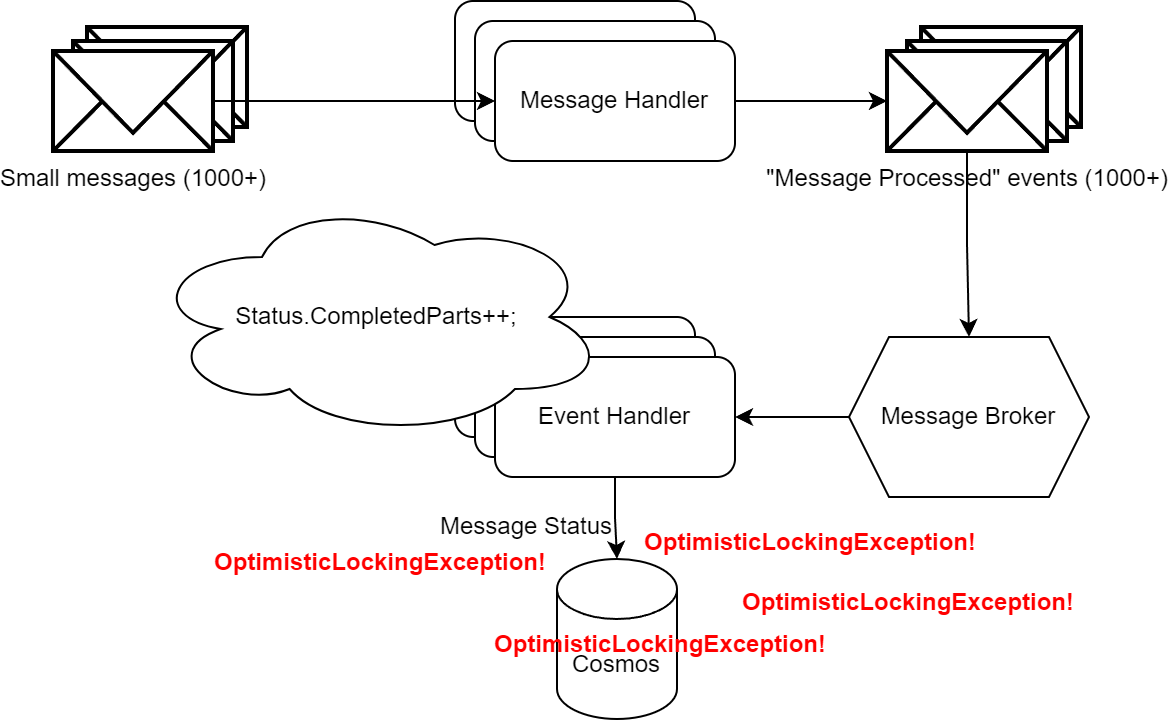 Message Handler
Small messages (1000+)
"Message Processed" events (1000+)
Status.CompletedParts++;
Event Handler
Message Broker
Message Status
OptimisticLockingException!
OptimisticLockingException!
OptimisticLockingException!
OptimisticLockingException!
Cosmos